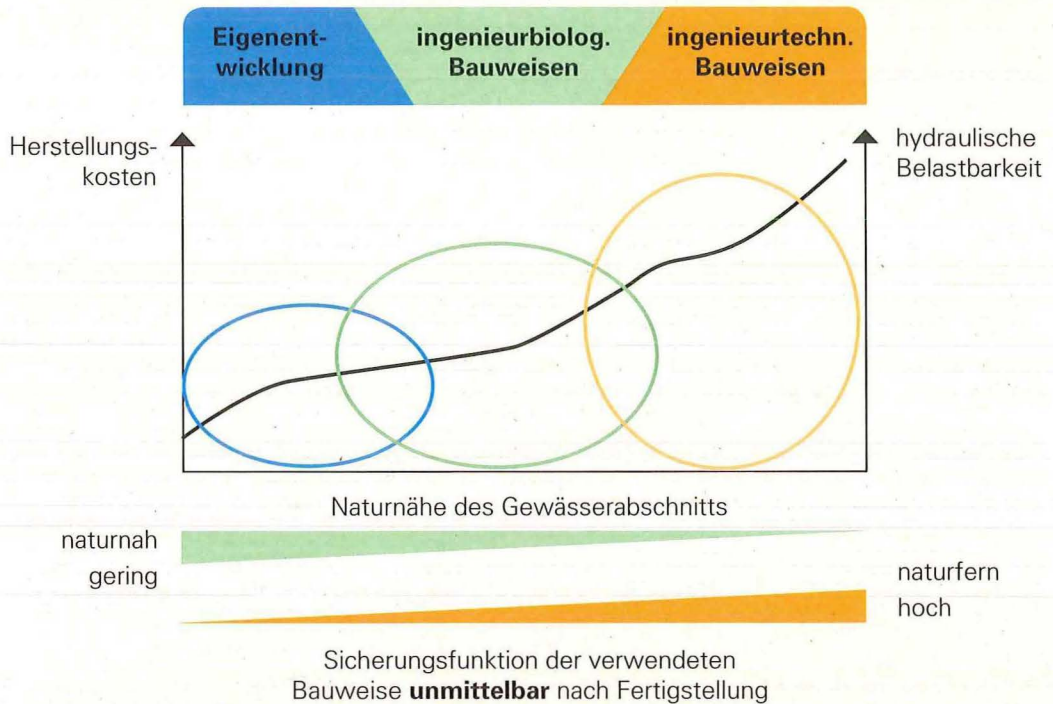 Eigenent-
wicklung
ingenieurbiolog.
Bauweisen
ingenieurtechn.
Bauweisen
Herstellungs-
kosten
hydraulische
Belastbarkeit
Naturnähe des Gewässerabschnitts
naturnah
gering
naturfern
hoch
Sicherungsfunktion der verwendeten
Bauweise unmittelbar nach Fertigstellung